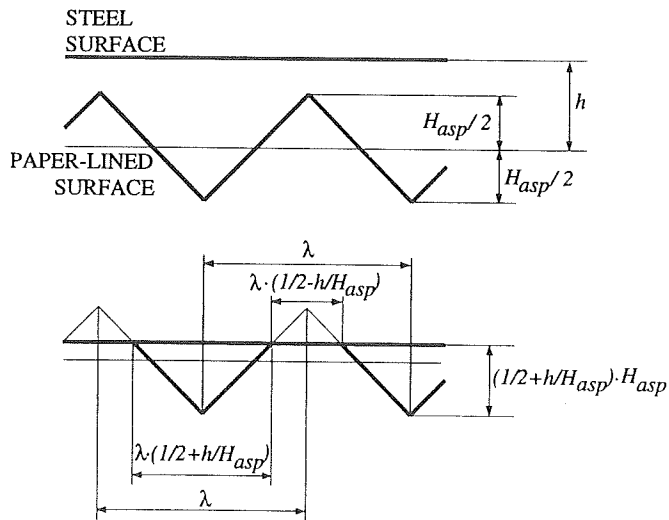 STEEL
SURFACE
h
H_asp/2
PAPER-LINED
SURFACE
H_asp/2
λ
λ·(1/2-h/H_asp)
(1/2+h/H_asp)·H_asp
λ·(1/2+h/H_asp)
λ